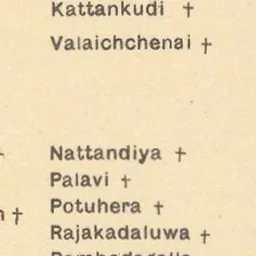 Kattankudi †
Valaichchenai †
Nattandiya †
Palavi †
Potuhera †
Rajakadaluwa †